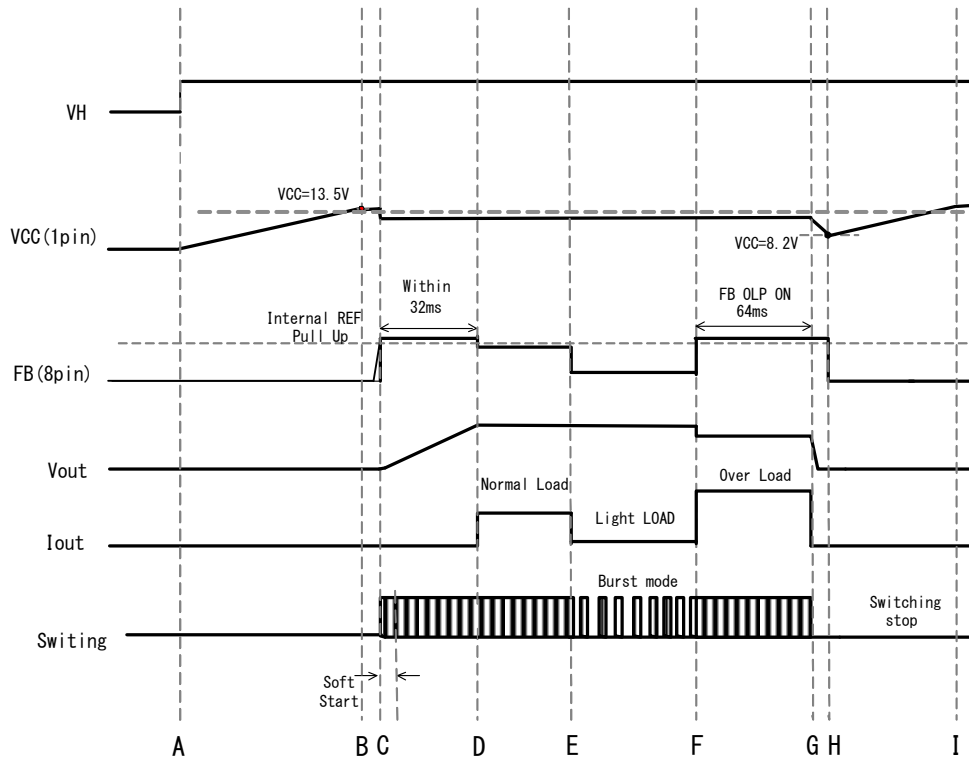 VH
VCC=13.5V
VCC(1pin)
VCC=8.2V
Within
32ms
FB OLP ON
64ms
Internal REF
Pull Up
FB(8pin)
Vout
Normal Load
Over Load
Light LOAD
Iout
Burst mode
Switching
stop
Switing
Soft
Start
A B C D E F G H I